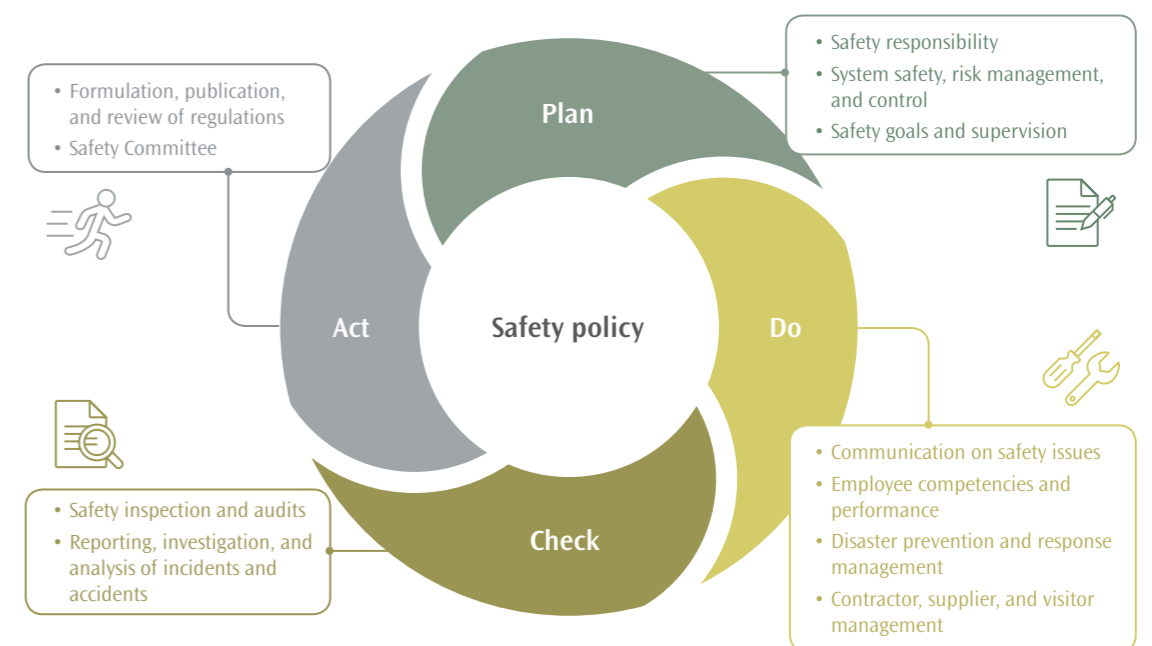 Plan
• Safety responsibility
• System safety, risk management,
and control
• Safety goals and supervision
Do
• Communication on safety issues
• Employee competencies and
performance
• Disaster prevention and response
management
• Contractor, supplier, and visitor
management
Check
• Safety inspection and audits
• Reporting, investigation, and
analysis of incidents and
accidents
Act
• Formulation, publication,
and review of regulations
• Safety Committee
Safety policy